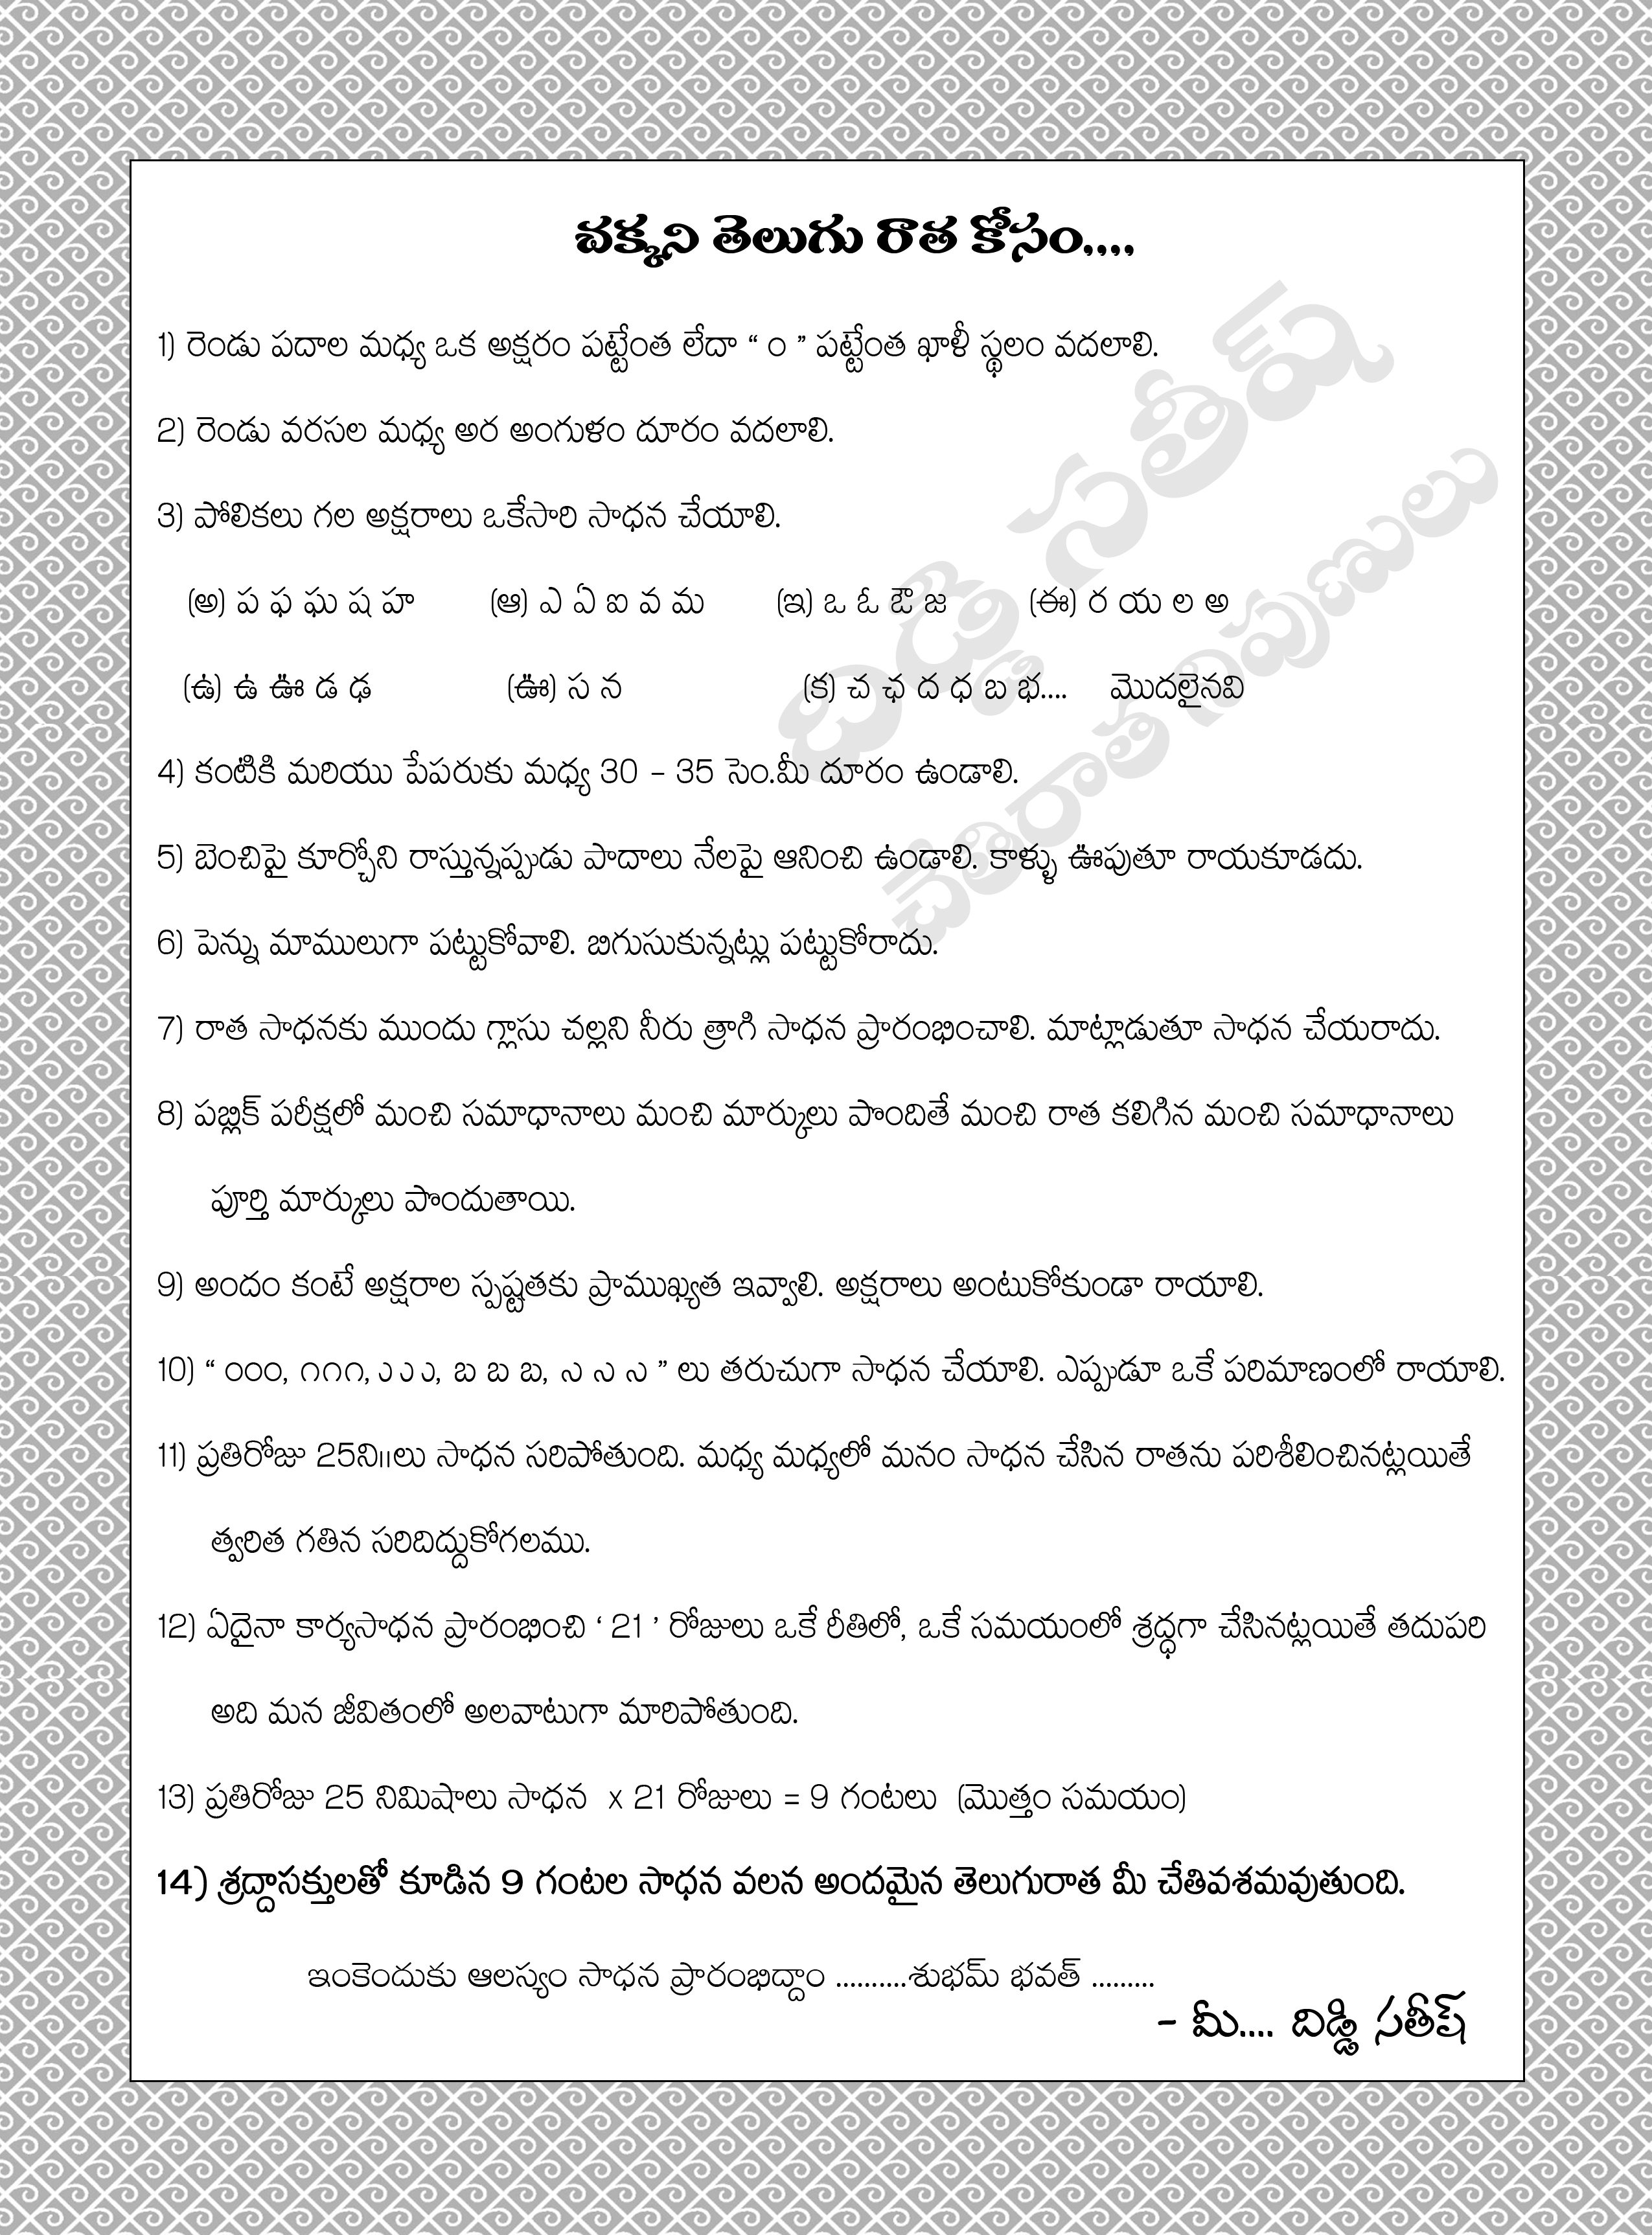 చక్కని తెలుగు రాత కోసం....
1) రెండు పదాల మధ్య ఒక అక్షరం పట్టేంత లేదా “ ం ” పట్టేంత ఖాళీ స్థలం వదలాలి.
2) రెండు వరసల మధ్య అర అంగుళం దూరం వదలాలి.
3) పోలికలు గల అక్షరాలు ఒకేసారి సాధన చేయాలి.
(అ) ప ఫ ఘ ష హ (ఆ) ఎ ఏ ఐ వ మ (ఇ) ఒ ఓ ఔ జ (ఈ) ర య ల అ
(ఉ) ఉ ఊ డ ఢ (ఊ) స న (క) చ ఛ ద ధ బ భ.... మొదలైనవి
4) కంటికి మరియు పేపరుకు మధ్య 30 - 35 సెం.మీ దూరం ఉండాలి.
5) బెంచిపై కూర్చోని రాస్తున్నప్పుడు పాదాలు నేలపై ఆనించి ఉండాలి. కాళ్ళు ఊపుతూ రాయకూడదు.
6) పెన్ను మాములుగా పట్టుకోవాలి. బిగుసుకున్నట్లు పట్టుకోరాదు.
7) రాత సాధనకు ముందు గ్లాసు చల్లని నీరు త్రాగి సాధన ప్రారంభించాలి. మాట్లాడుతూ సాధన చేయరాదు.
8) పబ్లిక్ పరీక్షలో మంచి సమాధానాలు మంచి మార్కులు పొందితే మంచి రాత కలిగిన మంచి సమాధానాలు
పూర్తి మార్కులు పొందుతాయి.
9) అందం కంటే అక్షరాల స్పష్టతకు ప్రాముఖ్యత ఇవ్వాలి. అక్షరాలు అంటుకోకుండా రాయాలి.
10) “ ంంం, ౧౧౧, ” లు తరుచుగా సాధన చేయాలి. ఎప్పుడూ ఒకే పరిమాణంలో రాయాలి.
11) ప్రతిరోజు 25ని॥లు సాధన సరిపోతుంది. మధ్య మధ్యలో మనం సాధన చేసిన రాతను పరిశీలించినట్లయితే
త్వరిత గతిన సరిదిద్దుకోగలము.
12) ఏదైనా కార్యసాధన ప్రారంభించి ‘ 21 ’ రోజులు ఒకే రీతిలో, ఒకే సమయంలో శ్రద్ధగా చేసినట్లయితే తదుపరి
అది మన జీవితంలో అలవాటుగా మారిపోతుంది.
13) ప్రతిరోజు 25 నిమిషాలు సాధన x 21 రోజులు = 9 గంటలు (మొత్తం సమయం)
14) శ్రద్దాసక్తులతో కూడిన 9 గంటల సాధన వలన అందమైన తెలుగురాత మీ చేతివశమవుతుంది.
ఇంకెందుకు ఆలస్యం సాధన ప్రారంభిద్దాం ..........శుభమ్ భవత్ .........
- మీ.... దిడ్డి సతీష్
దిడ్డి సతీష్
చేతిరాత నిపుణులు